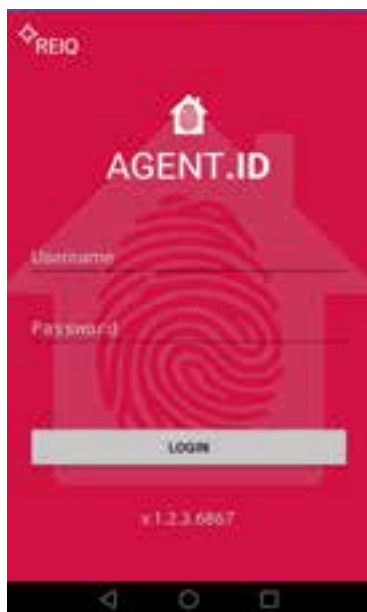 REIQ
AGENT.ID
Username
Password
LOGIN
v.1.2.3.6867